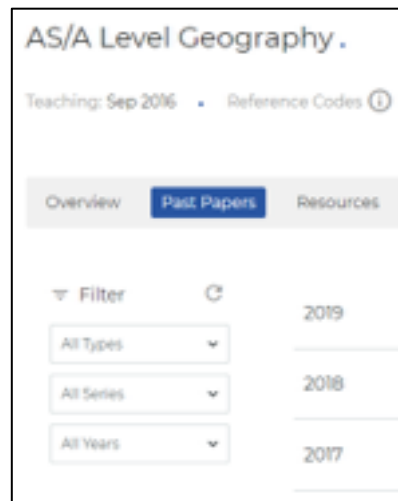 AS/A Level Geography.
Teaching: Sep 2016 • Reference Codes
Overview Past Papers Resources
Filter
All Types
All Series
All Years
2019
2018
2017